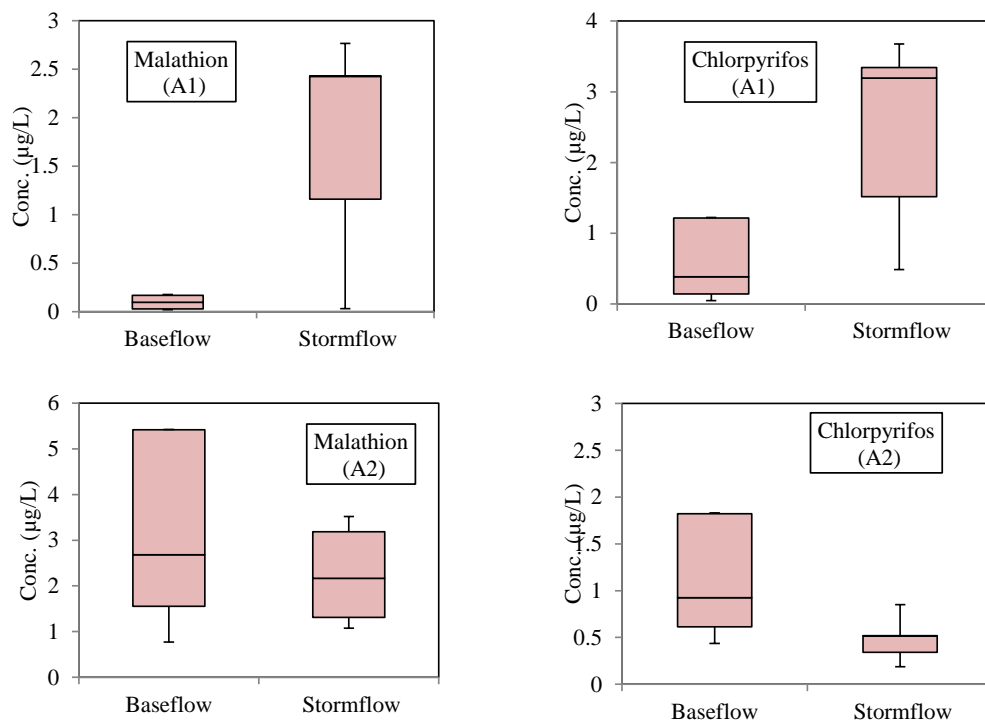 3
2.5
2
1.5
1
0.5
0
Conc. (µg/L)
Malathion
(A1)
Baseflow Stormflow
4
3
2
1
0
Conc. (µg/L)
Chlorpyrifos
(A1)
Baseflow Stormflow
6
5
4
3
2
1
0
Conc. (µg/L)
Malathion
(A2)
Baseflow Stormflow
3
2.5
2
1.5
1
0.5
0
Conc. (µg/L)
Chlorpyrifos
(A2)
Baseflow Stormflow